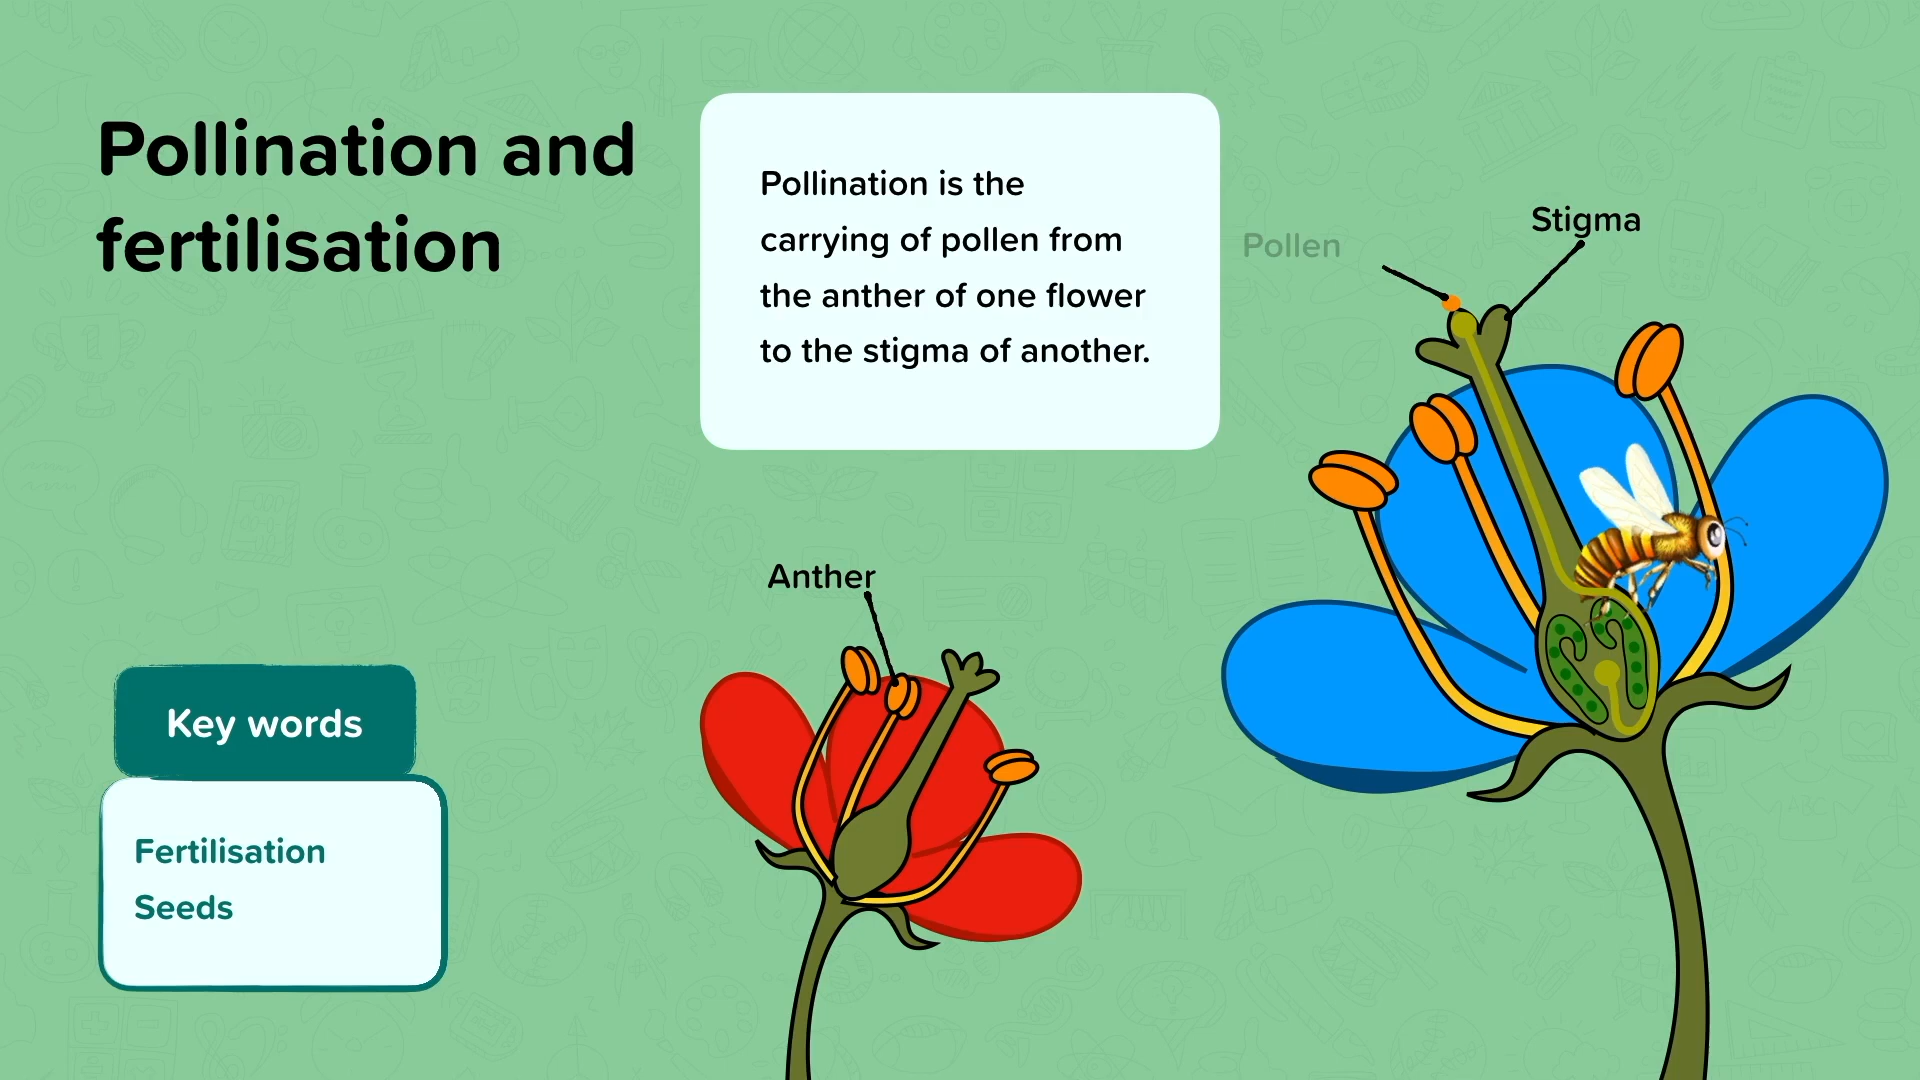 Pollination and
fertilisation
Pollination is the
carrying of pollen from
the anther of one flower
to the stigma of another.
Pollen
Stigma
Anther
Key words
Fertilisation
Seeds